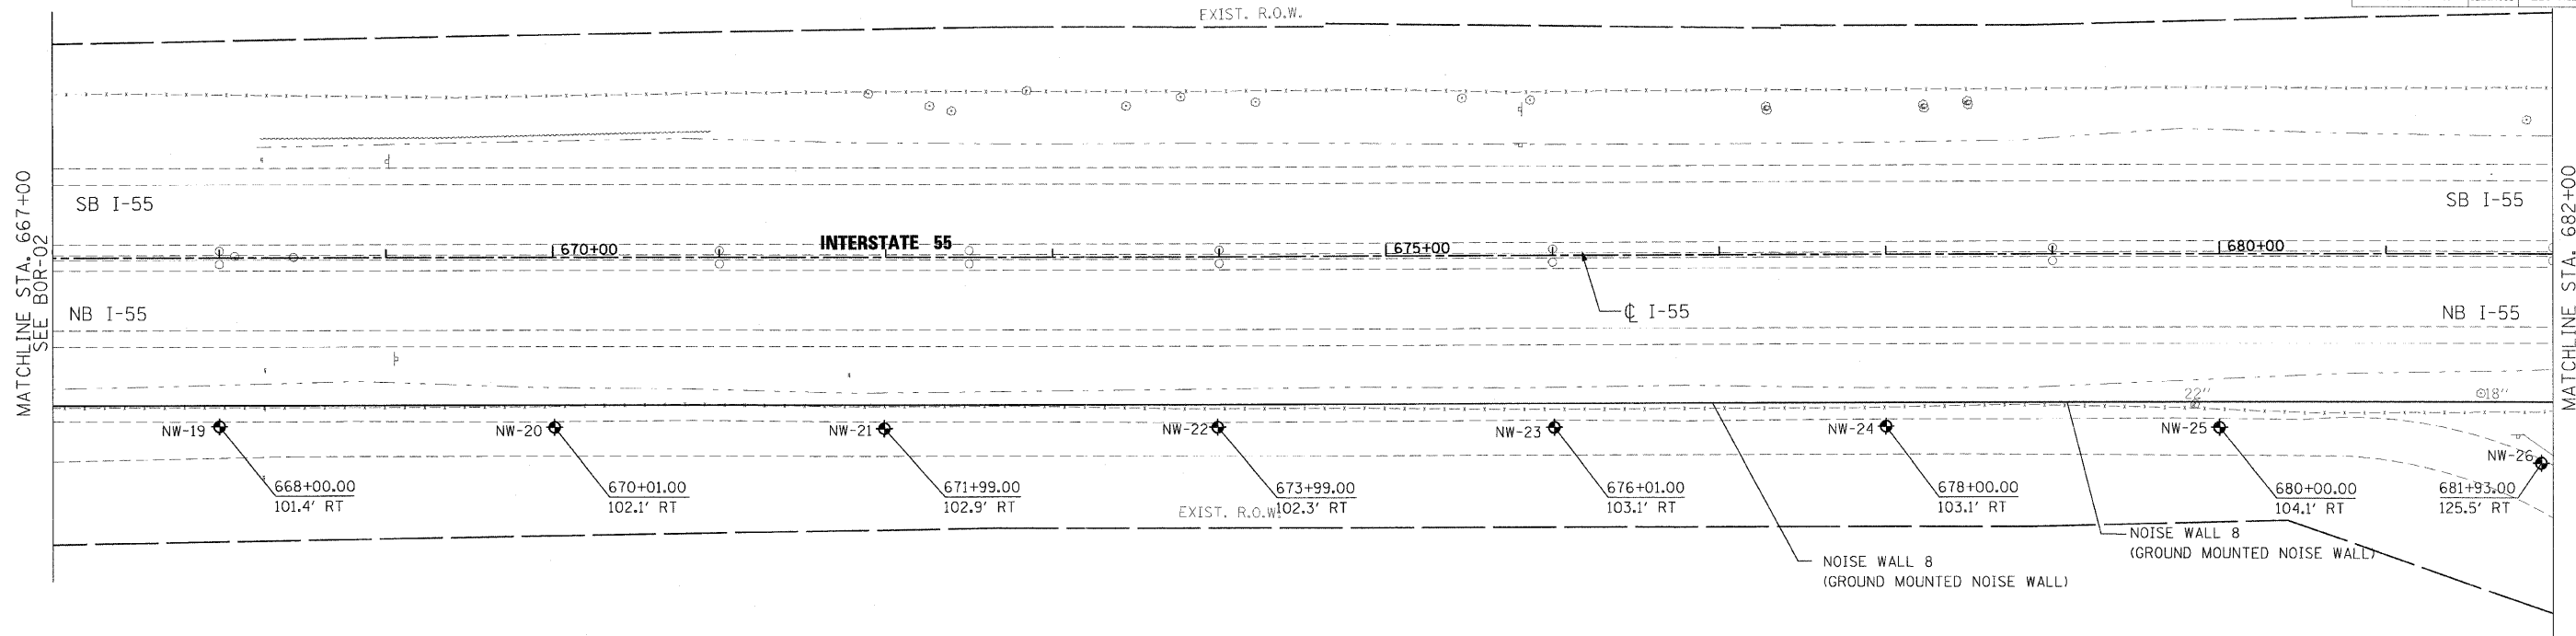 EXIST. R.O.W.
MATCHLINE STA. 667+00
SEE BOR-02
SB I-55
SB I-55
INTERSTATE 55
670+00
675+00
680+00
NB I-55
℄ I-55
NB I-55
MATCHLINE STA. 682+00
22"
18"
NW-19
NW-20
NW-21
NW-22
NW-23
NW-24
NW-25
NW-26
668+00.00
101.4' RT
670+01.00
102.1' RT
671+99.00
102.9' RT
673+99.00
102.3' RT
676+01.00
103.1' RT
678+00.00
103.1' RT
680+00.00
104.1' RT
681+93.00
125.5' RT
EXIST. R.O.W.
NOISE WALL 8
(GROUND MOUNTED NOISE WALL)
NOISE WALL 8
(GROUND MOUNTED NOISE WALL)